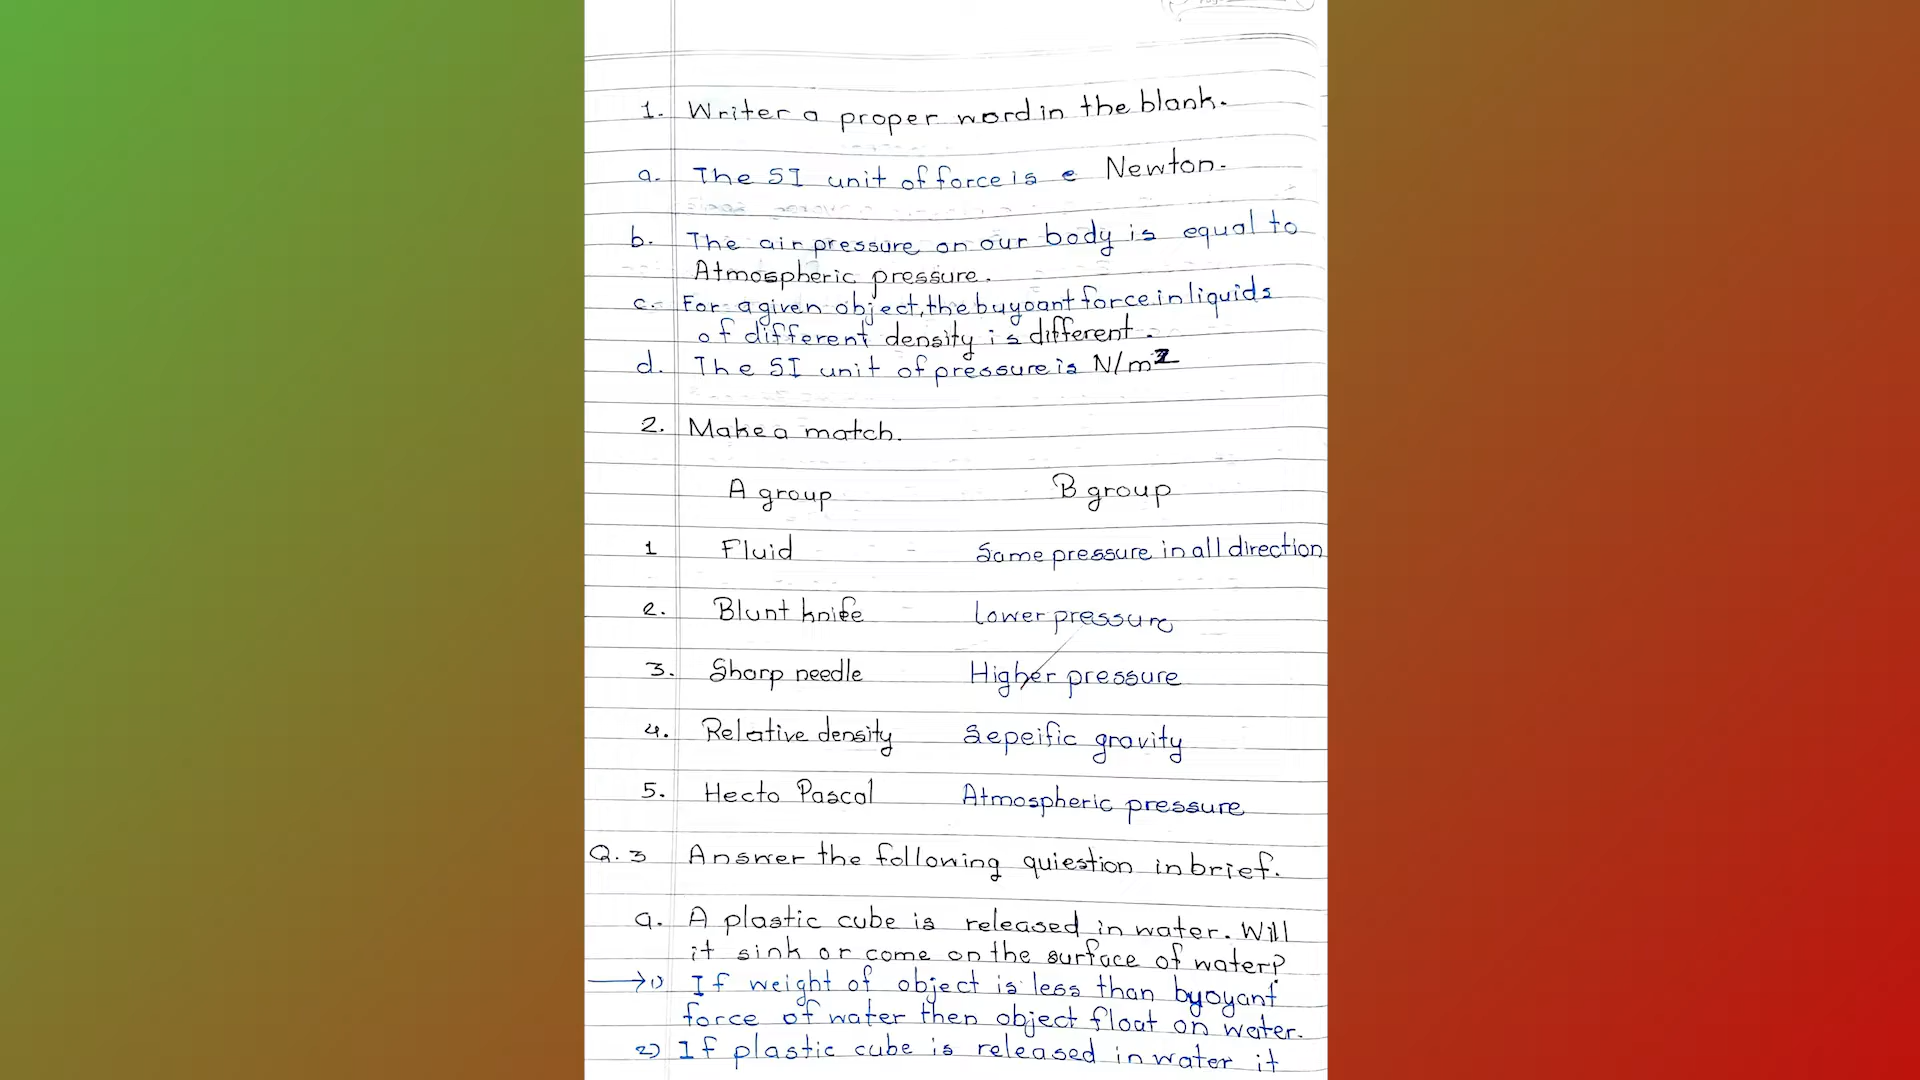 1. Writer a proper word in the blank.
a. The SI unit of force is e Newton.
b. The air pressure on our body is equal to
Atmospheric pressure.
c. For a given object, the buyoant force in liquids
of different density is different.
d. The SI unit of pressure is N/m²
2. Make a match.
A group B group
1 Fluid - Same pressure in all direction
2. Blunt knife - lower pressure
3. Sharp needle Higher pressure
4. Relative density Sepeific gravity
5. Hecto Pascal Atmospheric pressure
Q. 3 Answer the following quiestion in brief.
a. A plastic cube is released in water. Will
it sink or come on the surface of water?
→ 1) If weight of object is less than byoyant
force of water then object float on water.
2) If plastic cube is released in water it